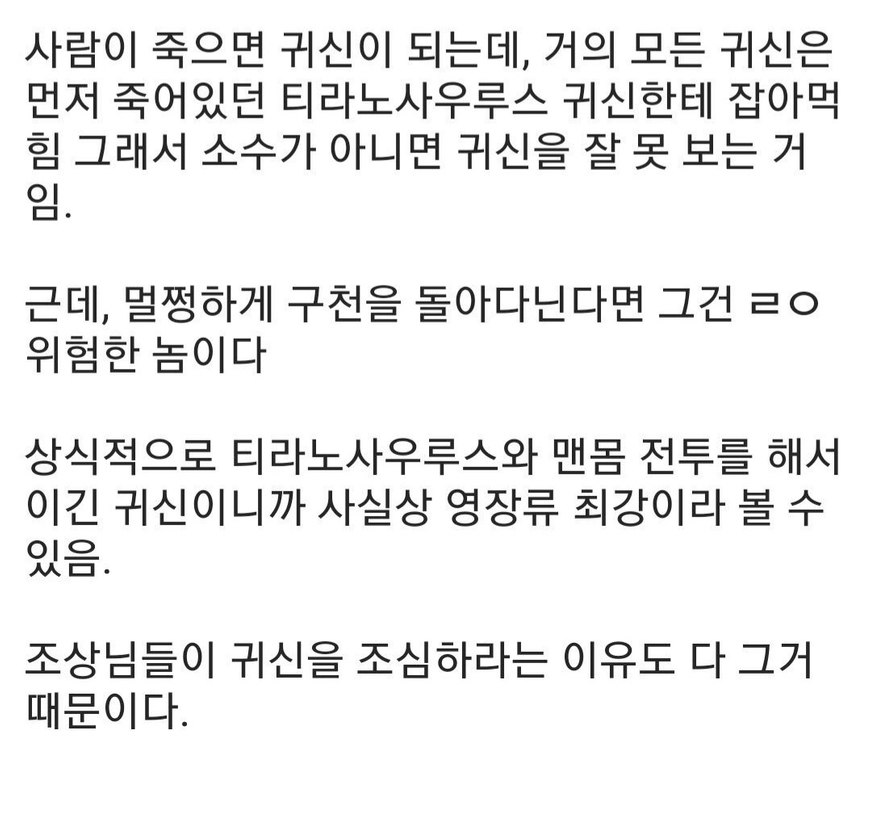 사람이 죽으면 귀신이 되는데, 거의 모든 귀신은
먼저 죽어있던 티라노사우루스 귀신한테 잡아먹
힘 그래서 소수가 아니면 귀신을 잘 못 보는 거
임.
근데, 멀쩡하게 구천을 돌아다닌다면 그건 ㄹㅇ
위험한 놈이다
상식적으로 티라노사우루스와 맨몸 전투를 해서
이긴 귀신이니까 사실상 영장류 최강이라 볼 수
있음.
조상님들이 귀신을 조심하라는 이유도 다 그거
때문이다.